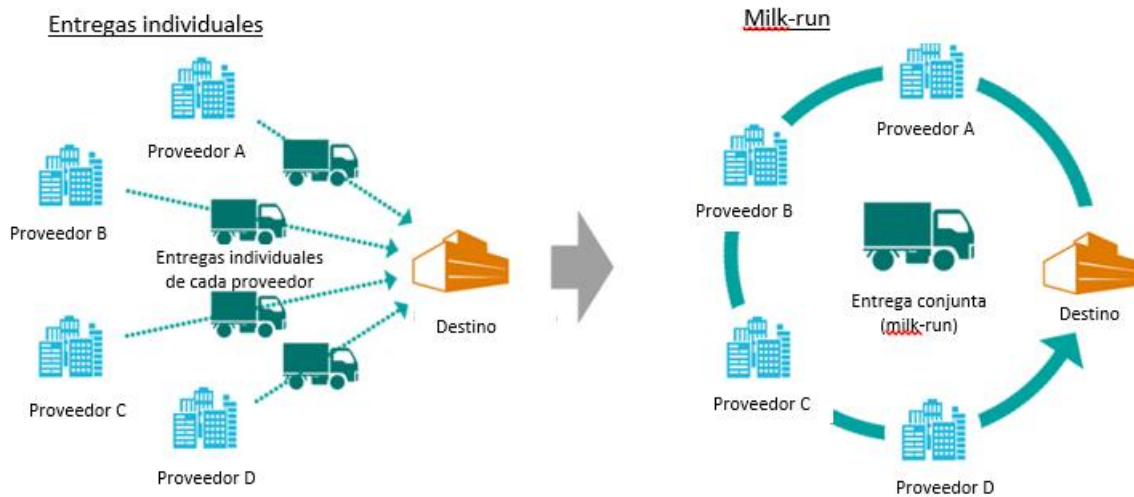 Entregas individuales
Proveedor A
Proveedor B
Entregas individuales
de cada proveedor
Destino
Proveedor C
Proveedor D
Milk-run
Proveedor A
Proveedor B
Entrega conjunta
(milk-run)
Destino
Proveedor C
Proveedor D